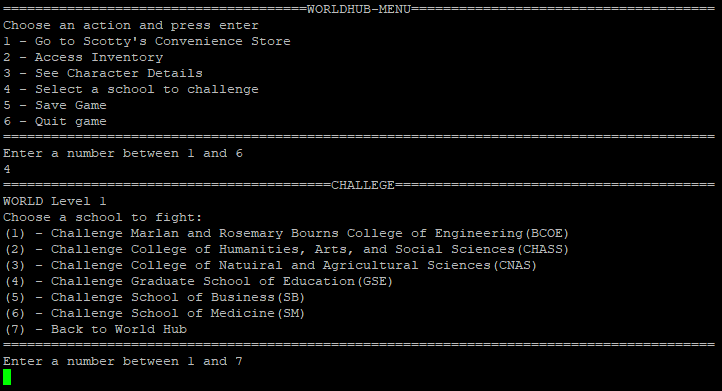 ======================================WORLDHUB-MENU======================================
Choose an action and press enter
1 - Go to Scotty's Convenience Store
2 - Access Inventory
3 - See Character Details
4 - Select a school to challenge
5 - Save Game
6 - Quit game
=========================================================================================
Enter a number between 1 and 6
4
=========================================CHALLEGE========================================
WORLD Level 1
Choose a school to fight:
(1) - Challenge Marlan and Rosemary Bourns College of Engineering(BCOE)
(2) - Challenge College of Humanities, Arts, and Social Sciences(CHASS)
(3) - Challenge College of Natuiral and Agricultural Sciences(CNAS)
(4) - Challenge Graduate School of Education(GSE)
(5) - Challenge School of Business(SB)
(6) - Challenge School of Medicine(SM)
(7) - Back to World Hub
=========================================================================================
Enter a number between 1 and 7